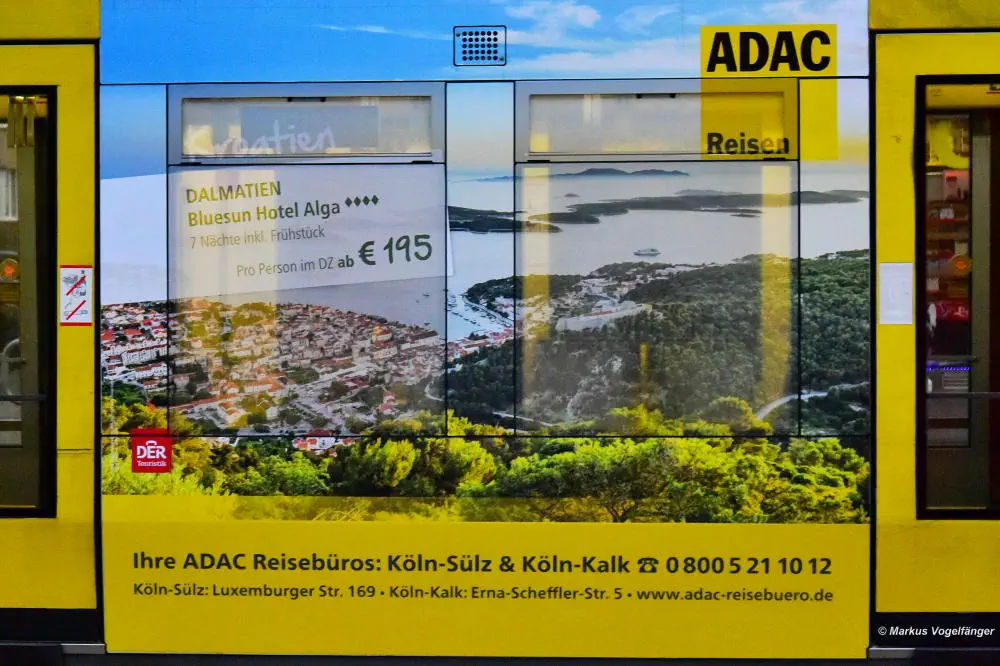 ADAC
Reisen
Kroatien
DALMATIEN
Bluesun Hotel Alga ♦♦♦♦
7 Nächte inkl. Frühstück
Pro Person im DZ ab € 195
DER
Touristik
Ihre ADAC Reisebüros: Köln-Sülz & Köln-Kalk ☎ 0 800 5 21 10 12
Köln-Sülz: Luxemburger Str. 169 • Köln-Kalk: Erna-Scheffler-Str. 5 • www.adac-reisebuero.de
© Markus Vogelfänger